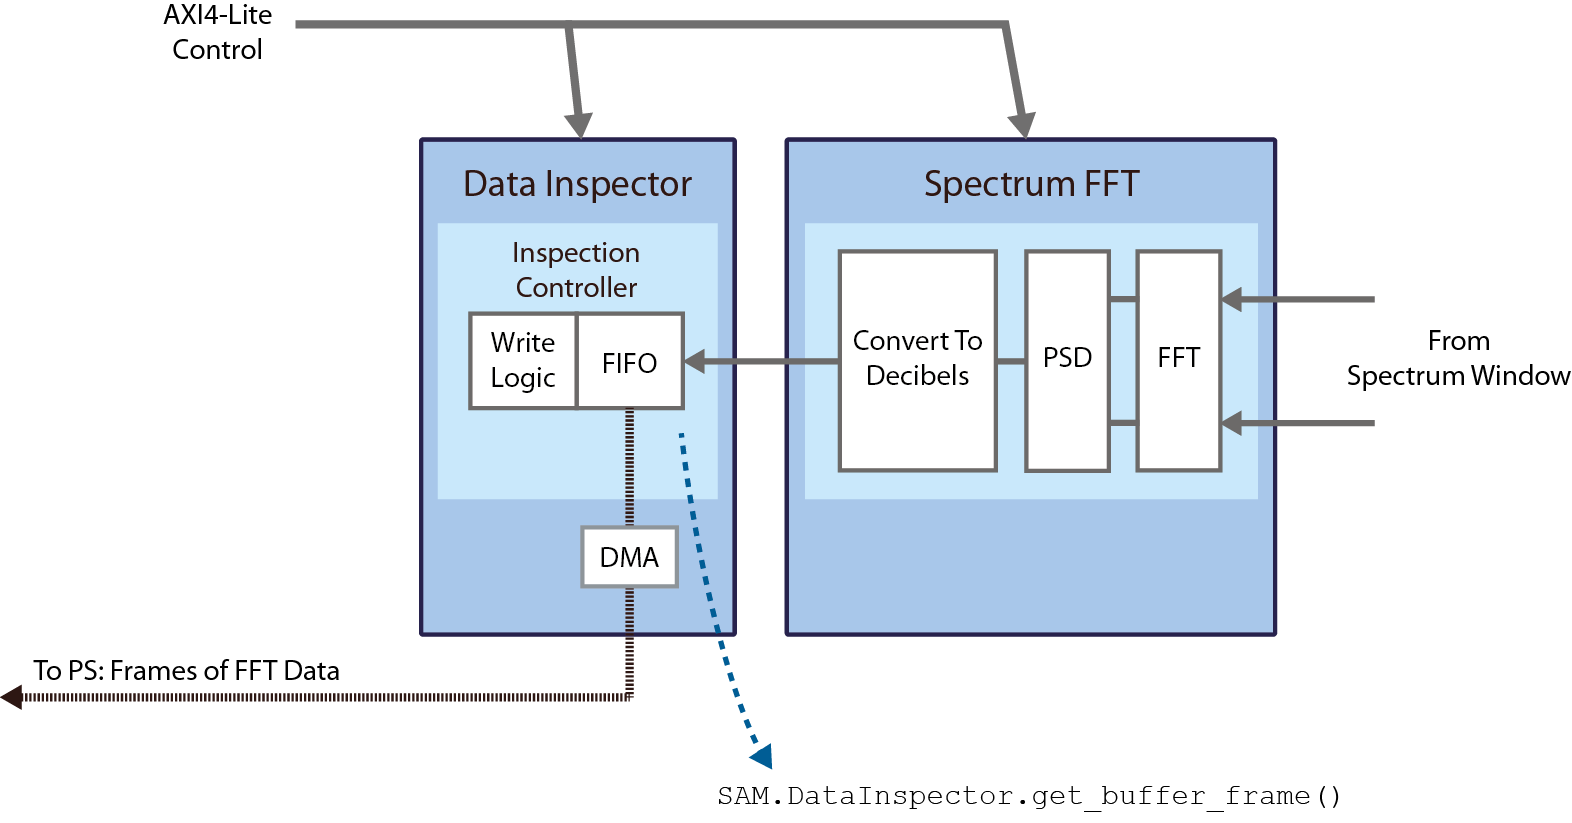 AXI4-Lite
Control
Data Inspector
Spectrum FFT
Inspection
Controller
Write
Logic
FIFO
Convert To
Decibels
PSD
FFT
From
Spectrum Window
DMA
To PS: Frames of FFT Data
SAM.DataInspector.get_buffer_frame()